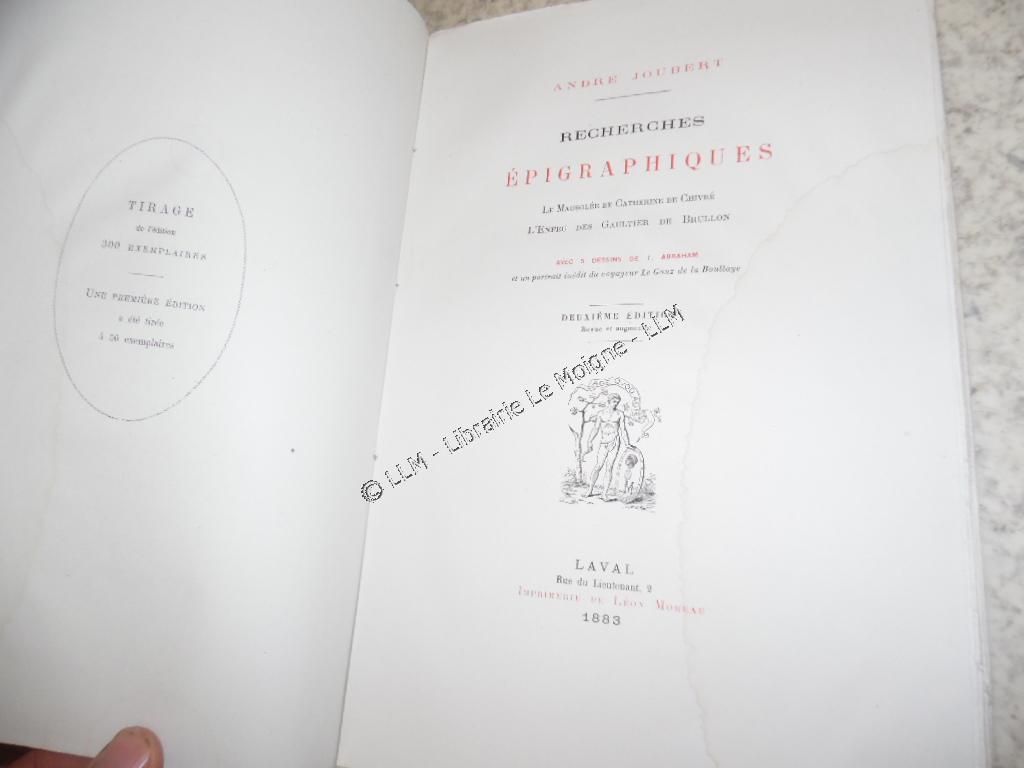 TIRAGE
de l'édition
300 EXEMPLAIRES
UNE PREMIÈRE ÉDITION
a été tirée
à 50 exemplaires
ANDRÉ JOUBERT
RECHERCHES
ÉPIGRAPHIQUES
LE MAUSOLÉE DE CATHERINE DE CHIVRÉ
L'ENFEU DES GAULTIER DE BRULLON
AVEC 5 DESSINS DE T. ABRAHAM
et un portrait inédit du voyageur Le Gouz de la Boullaye
DEUXIÈME ÉDITION
Revue et augmentée
© LLM - Librairie Le Moigne - LLM
LAVAL
Rue du Lieutenant, 2
IMPRIMERIE DE LÉON MOREAU
1883